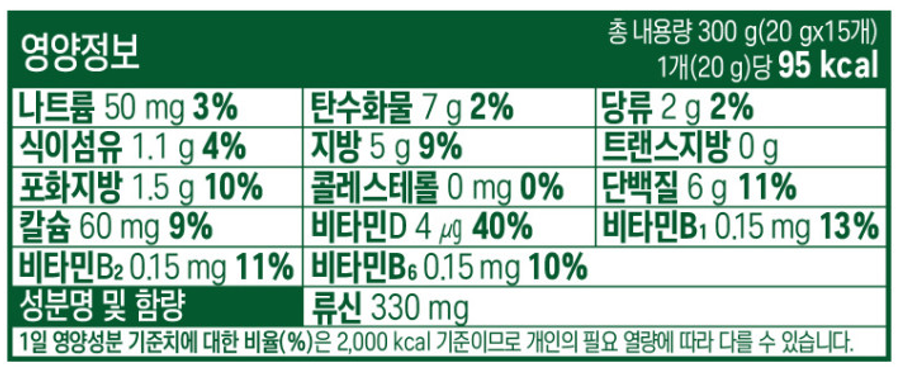 영양정보
총 내용량 300 g(20 gx15개)
1개(20 g)당 95 kcal
나트륨 50 mg 3% 탄수화물 7 g 2% 당류 2 g 2%
식이섬유 1.1 g 4% 지방 5 g 9% 트랜스지방 0 g
포화지방 1.5 g 10% 콜레스테롤 0 mg 0% 단백질 6 g 11%
칼슘 60 mg 9% 비타민D 4 ㎍ 40% 비타민B₁ 0.15 mg 13%
비타민B₂ 0.15 mg 11% 비타민B₆ 0.15 mg 10%
성분명 및 함량 류신 330 mg
1일 영양성분 기준치에 대한 비율(%)은 2,000 kcal 기준이므로 개인의 필요 열량에 따라 다를 수 있습니다.